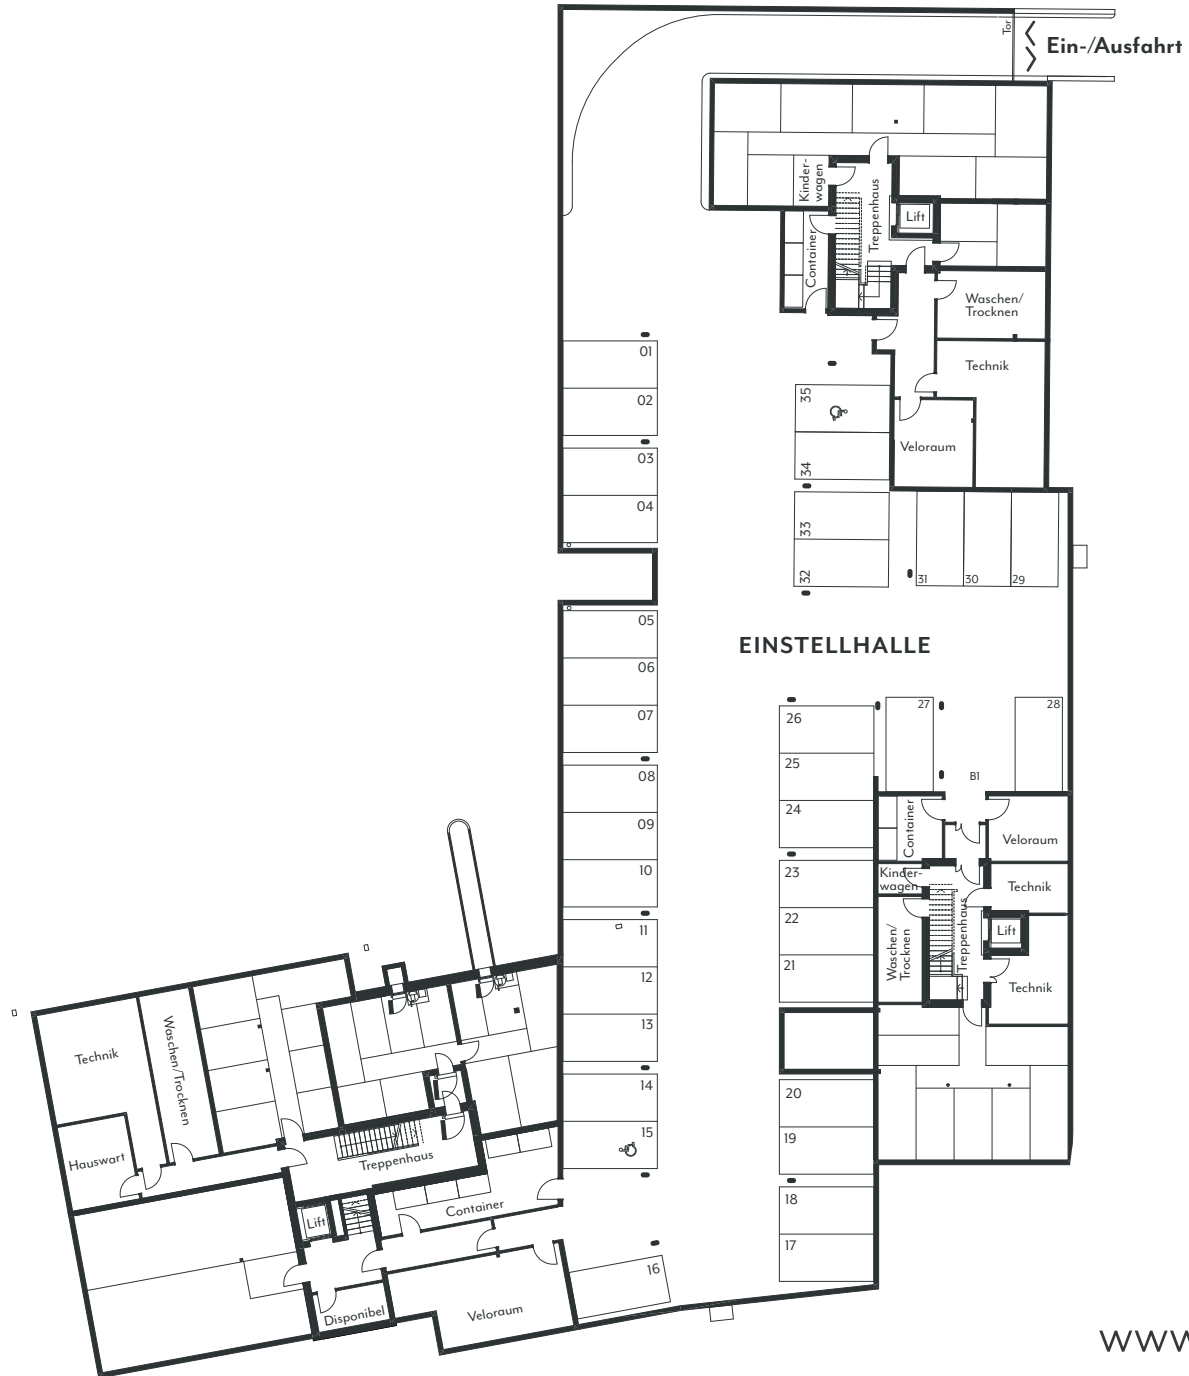 Tor
Ein-/Ausfahrt
Kinder-
wagen
Treppenhaus
Lift
Container
Waschen/
Trocknen
Technik
Veloraum
01
02
03
04
35
34
33
32
31
30
29
EINSTELLHALLE
05
06
07
08
09
10
11
12
13
14
15
16
26
25
24
23
22
21
20
19
18
17
27
28
B1
Container
Veloraum
Kinder-
wagen
Technik
Waschen/
Trocknen
Treppenhaus
Lift
Technik
Technik
Waschen/Trocknen
Hauswart
Treppenhaus
Lift
Container
Disponibel
Veloraum
WWW